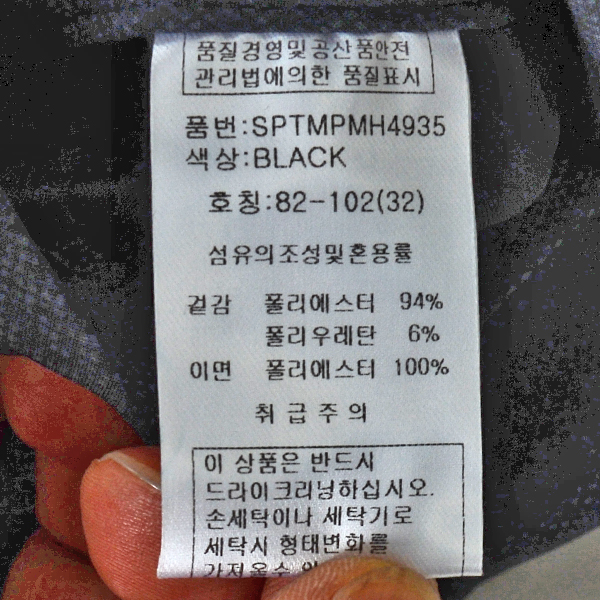 품질경영및공산품안전
관리법에의한 품질표시
품번:SPTMPMH4935
색상:BLACK
호칭:82-102(32)
섬유의조성및혼용률
겉감 폴리에스터 94%
폴리우레탄 6%
이면 폴리에스터 100%
취급주의
이 상품은 반드시
드라이크리닝하십시오.
손세탁이나 세탁기로
세탁시 형태변화를
가져올수